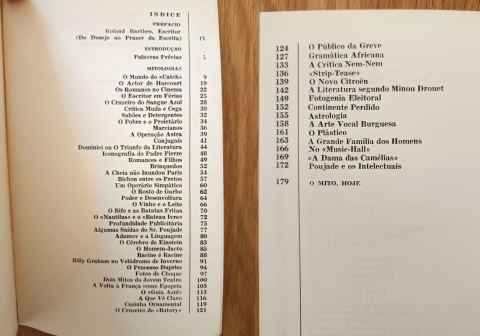 ÍNDICE
PREFÁCIO
Roland Barthes, Escritor
(Do Desejo ao Prazer da Escrita) IX
INTRODUÇÃO
Palavras Prévias 5
MITOLOGIAS
O Mundo do «Catch» 9
O Actor de Harcourt 19
Os Romanos no Cinema 22
O Escritor em Férias 25
O Cruzeiro do Sangue Azul 28
Crítica Muda e Cega 30
Sabões e Detergentes 32
O Pobre e o Proletário 34
Marcianos 36
A Operação Astra 39
Conjugais 41
Dominici ou O Triunfo da Literatura 44
Iconografia do Padre Pierre 48
Romances e Filhos 49
Brinquedos 52
A Cheia não Inundou Paris 54
Bichon entre os Pretos 57
Um Operário Simpático 60
O Rosto de Garbo 62
Poder e Desenvoltura 64
O Vinho e o Leite 66
O Bife e as Batatas Fritas 70
O «Nautilus» e o «Bateau Ivre» 72
Profundidade Publicitária 75
Algumas Saídas do Sr. Poujade 77
Adamov e a Linguagem 80
O Cérebro de Einstein 83
O Homem-Jacto 85
Racine é Racine 88
Billy Graham no Velódromo de Inverno 91
O Processo Dupriez 94
Fotos de Choque 97
Dois Mitos do Jovem Teatro 100
A Volta à França como Epopeia 103
O «Guia Azul» 113
A Que Vê Claro 116
Cozinha Ornamental 119
O Cruzeiro do «Batory» 121
124 O Público da Greve
127 Gramática Africana
133 A Crítica Nem-Nem
136 «Strip-Tease»
139 O Novo Citroën
142 A Literatura segundo Minou Drouet
149 Fotogenia Eleitoral
152 Continente Perdido
155 Astrologia
158 A Arte Vocal Burguesa
161 O Plástico
163 A Grande Família dos Homens
166 No «Music-Hall»
169 «A Dama das Camélias»
172 Poujade e os Intelectuais
179 O MITO, HOJE